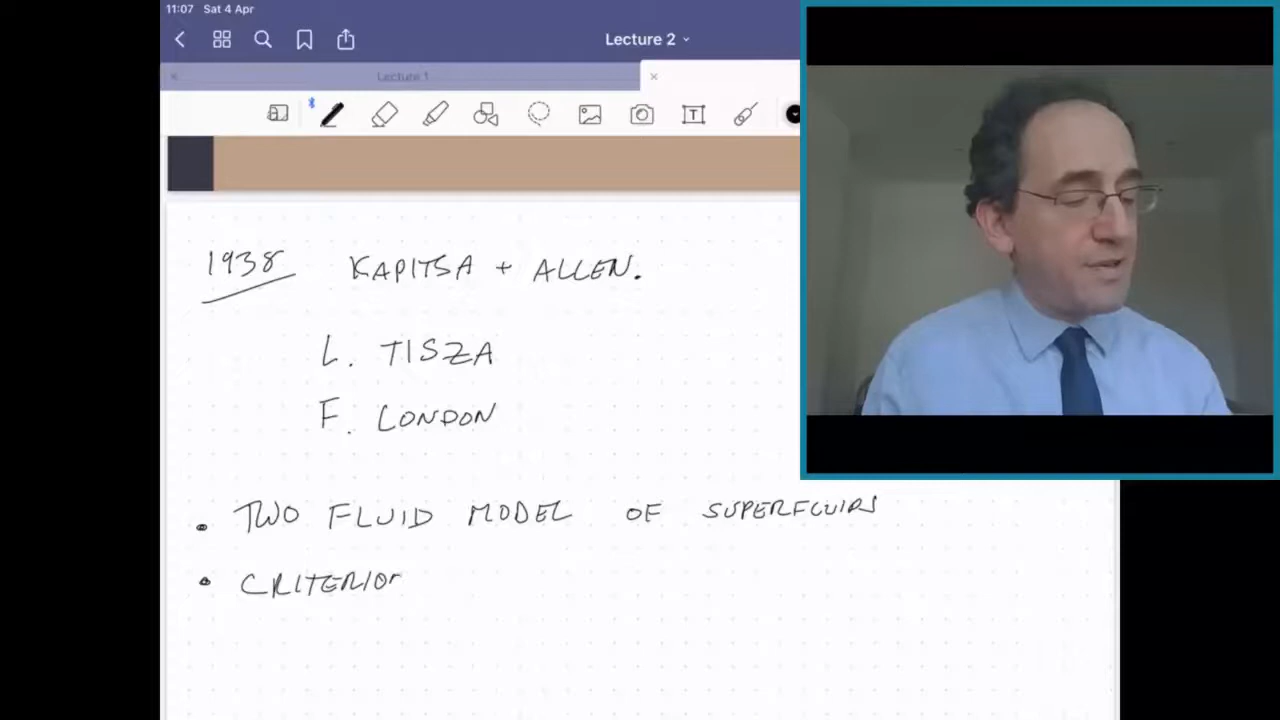 11:07 Sat 4 Apr
Lecture 2
Lecture 1
1938 KAPITSA + ALLEN.
L. TISZA
F. LONDON
• TWO FLUID MODEL OF SUPERFLUIDS
• CRITERION